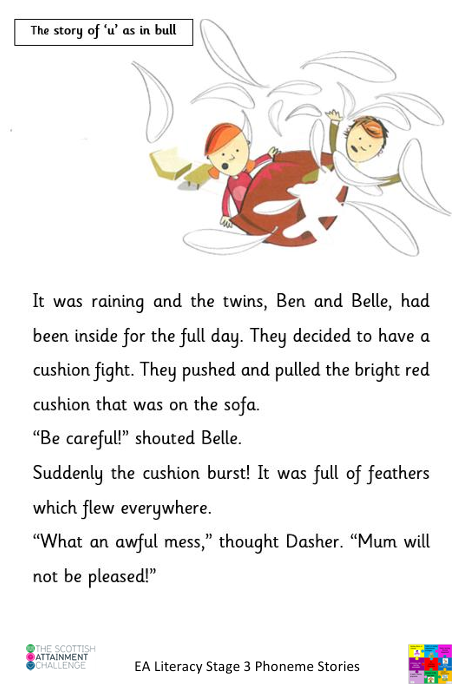 The story of ‘u’ as in bull
It was raining and the twins, Ben and Belle, had
been inside for the full day. They decided to have a
cushion fight. They pushed and pulled the bright red
cushion that was on the sofa.
“Be careful!” shouted Belle.
Suddenly the cushion burst! It was full of feathers
which flew everywhere.
“What an awful mess,” thought Dasher. “Mum will
not be pleased!”
THE SCOTTISH
ATTAINMENT
CHALLENGE
EA Literacy Stage 3 Phoneme Stories